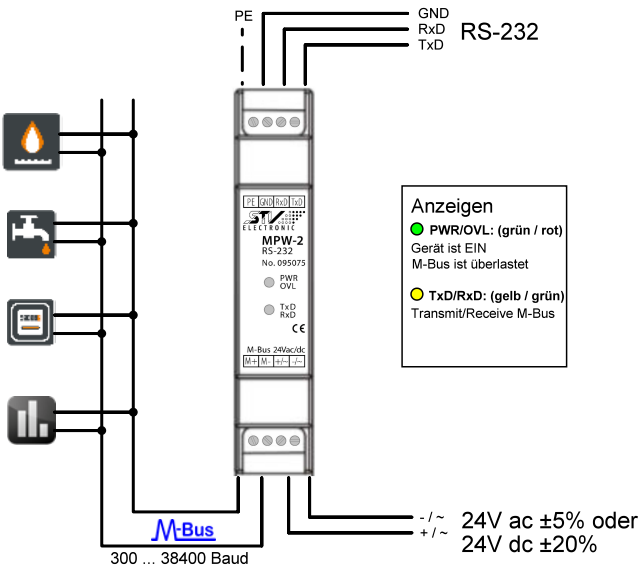 PE
GND
RxD
TxD
RS-232
PE GND RxD TxD
STV
ELECTRONIC
MPW-2
RS-232
No. 095075
PWR
OVL
TxD
RxD
CE
M-Bus 24Vac/dc
M+ M- +/~ -/~
Anzeigen
PWR/OVL: (grün / rot)
Gerät ist EIN
M-Bus ist überlastet
TxD/RxD: (gelb / grün)
Transmit/Receive M-Bus
M-Bus
300 ... 38400 Baud
- / ~
+ / ~
24V ac ±5% oder
24V dc ±20%